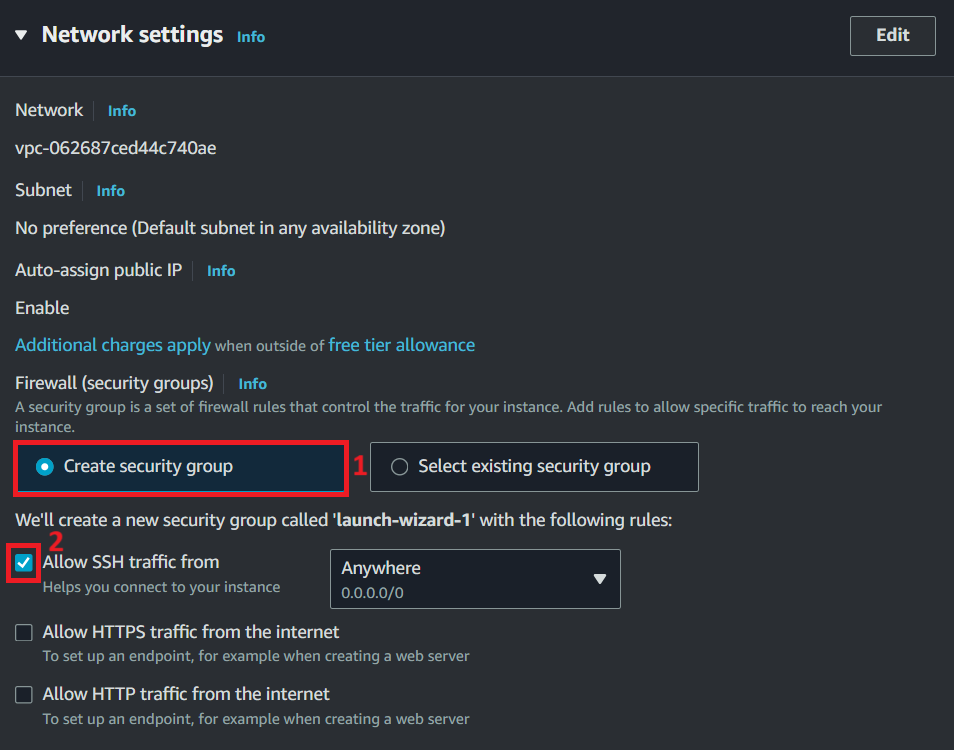 Network settings Info
Edit
Network Info
vpc-062687ced44c740ae
Subnet Info
No preference (Default subnet in any availability zone)
Auto-assign public IP Info
Enable
Additional charges apply when outside of free tier allowance
Firewall (security groups) Info
A security group is a set of firewall rules that control the traffic for your instance. Add rules to allow specific traffic to reach your
instance.
Create security group 1 Select existing security group
We'll create a new security group called 'launch-wizard-1' with the following rules:
2
Allow SSH traffic from
Helps you connect to your instance
Anywhere
0.0.0.0/0
Allow HTTPS traffic from the internet
To set up an endpoint, for example when creating a web server
Allow HTTP traffic from the internet
To set up an endpoint, for example when creating a web server